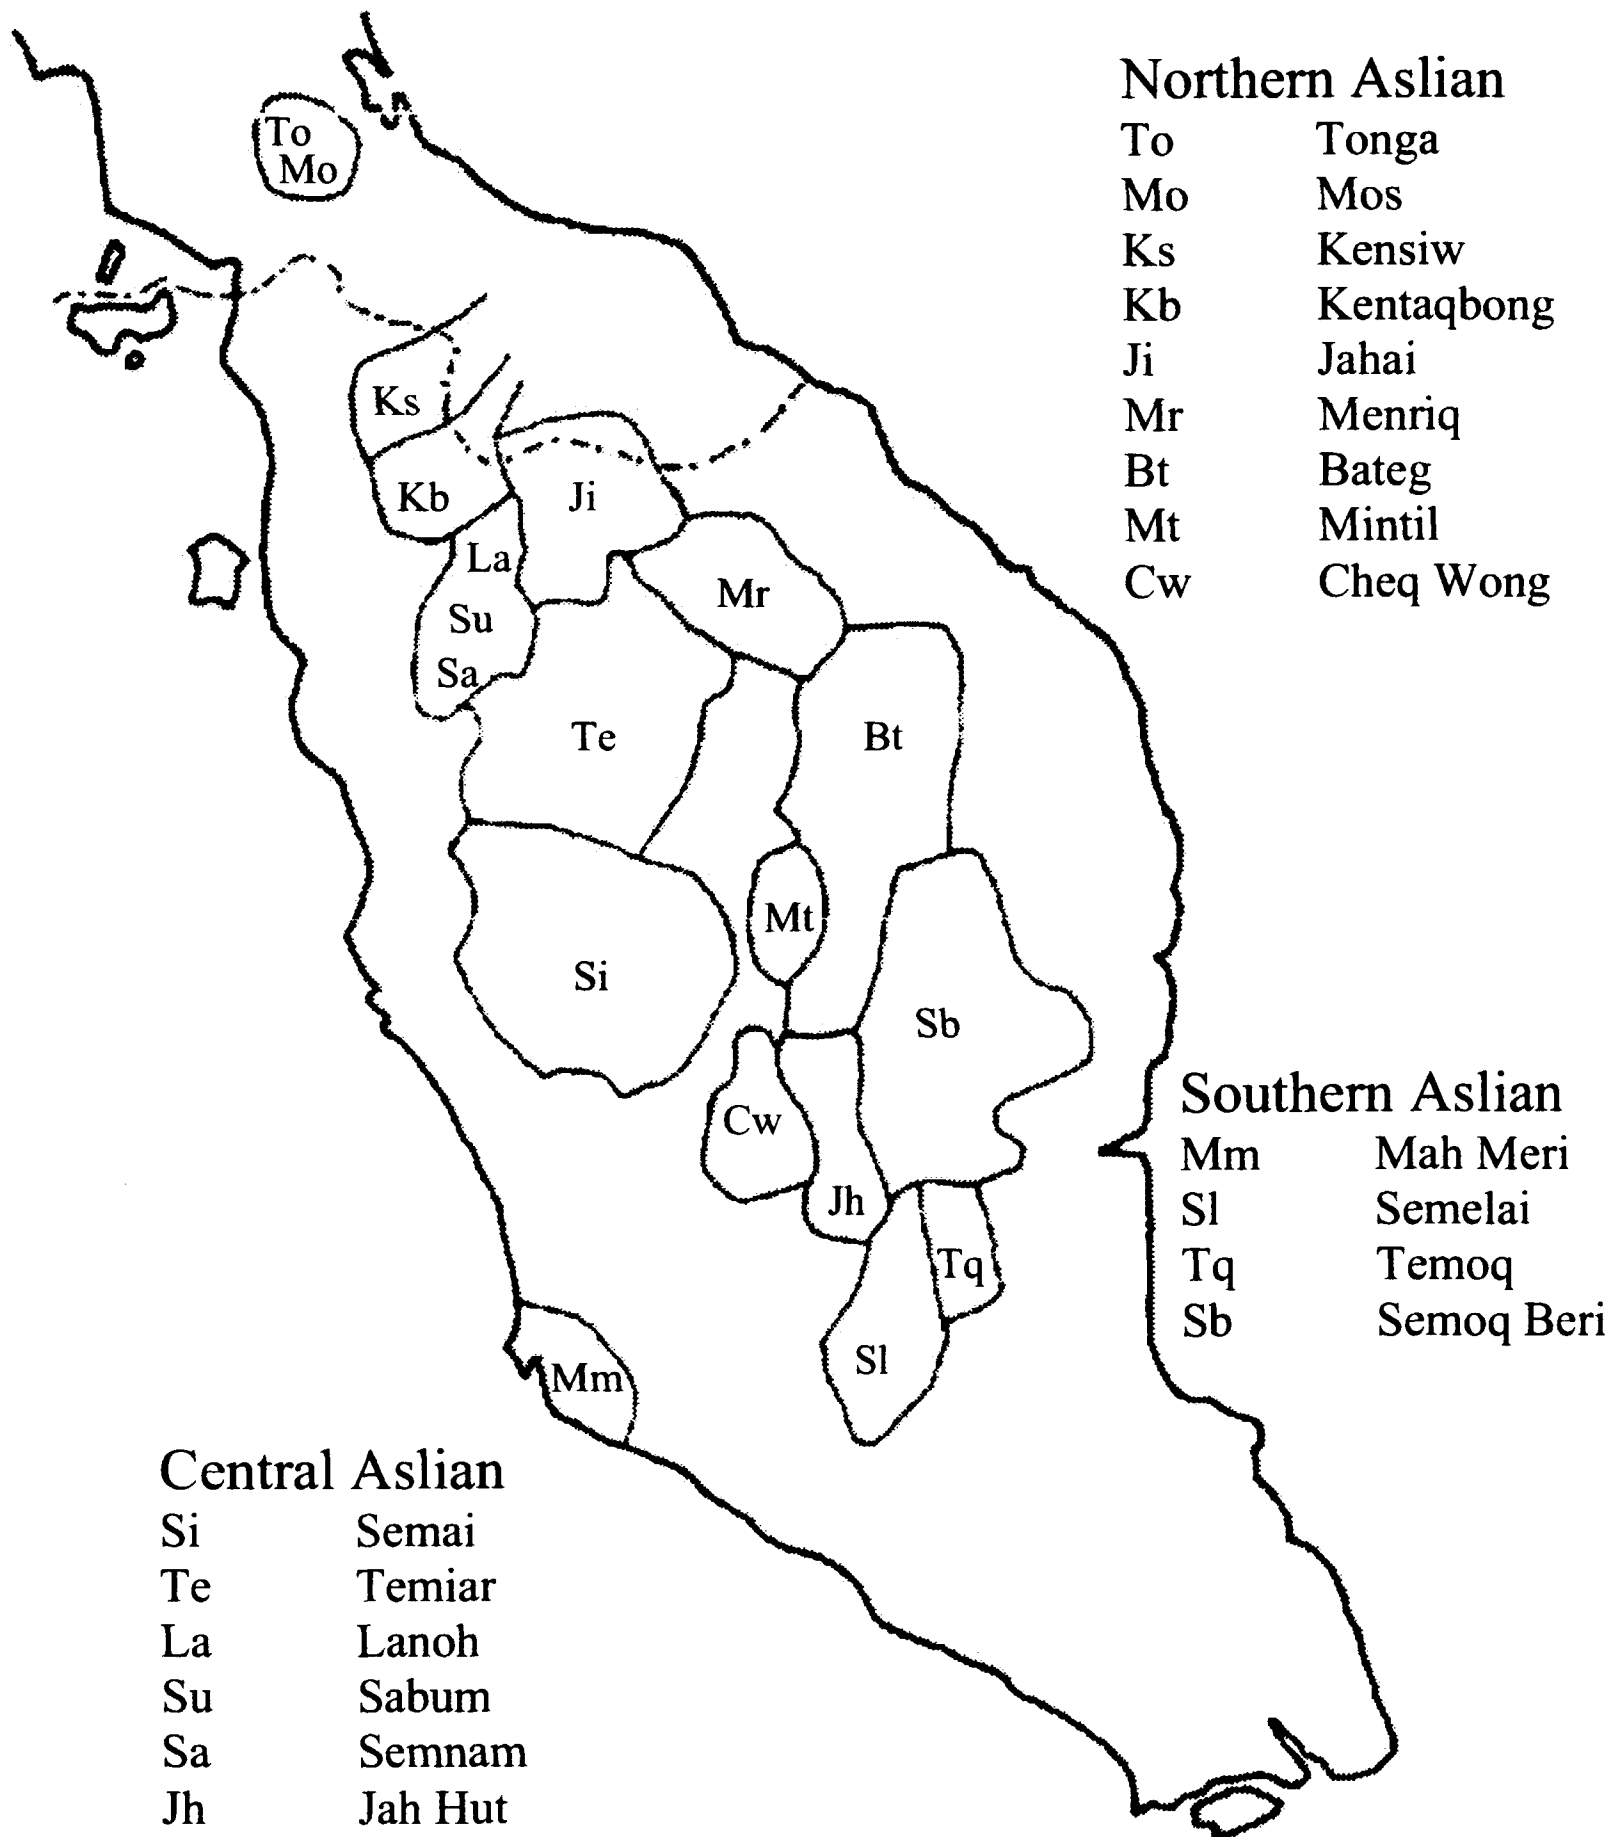 Northern Aslian
To Tonga
Mo Mos
Ks Kensiw
Kb Kentaqbong
Ji Jahai
Mr Menriq
Bt Bateg
Mt Mintil
Cw Cheq Wong
To
Mo
Ks
Kb
Ji
La
Mr
Su
Sa
Te
Bt
Mt
Si
Sb
Cw
Jh
Tq
Sl
Mm
Southern Aslian
Mm Mah Meri
Sl Semelai
Tq Temoq
Sb Semoq Beri
Central Aslian
Si Semai
Te Temiar
La Lanoh
Su Sabum
Sa Semnam
Jh Jah Hut